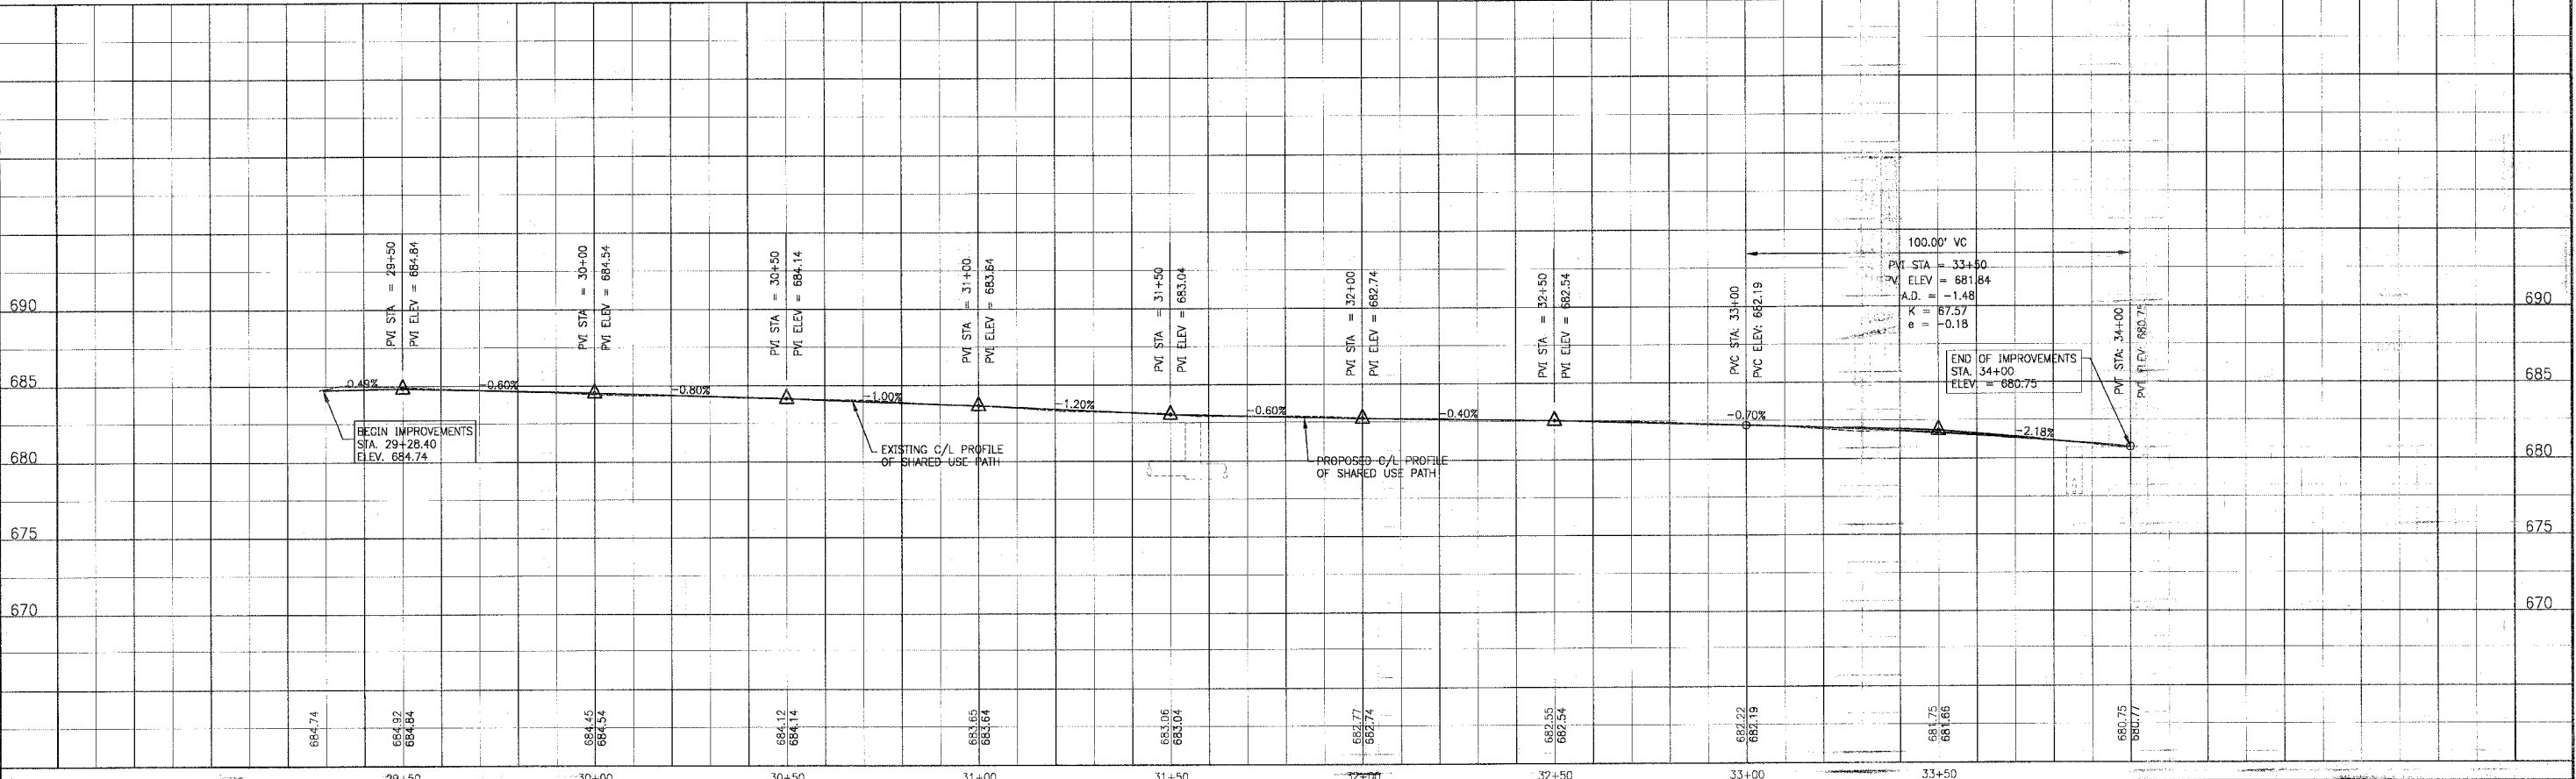 PVI STA = 29+50
PVI ELEV = 684.84
PVI STA = 30+00
PVI ELEV = 684.54
PVI STA = 30+50
PVI ELEV = 684.14
PVI STA = 31+00
PVI ELEV = 683.64
PVI STA = 31+50
PVI ELEV = 683.04
PVI STA = 32+00
PVI ELEV = 682.74
PVI STA = 32+50
PVI ELEV = 682.54
PVC STA: 33+00
PVC ELEV: 682.19
100.00' VC
PVI STA = 33+50
PVI ELEV = 681.84
A.D. = -1.48
K = 67.57
e = -0.18
PVT STA: 34+00
PVT ELEV: 680.75
690
690
685
685
680
680
675
675
670
670
0.49%
-0.60%
-0.80%
-1.00%
-1.20%
-0.60%
-0.40%
-0.70%
-2.18%
BEGIN IMPROVEMENTS
STA. 29+28.40
ELEV. 684.74
EXISTING C/L PROFILE
OF SHARED USE PATH
PROPOSED C/L PROFILE
OF SHARED USE PATH
END OF IMPROVEMENTS
STA. 34+00
ELEV. = 680.75
684.74
684.92
684.84
684.45
684.54
684.12
684.14
683.65
683.64
683.06
683.04
682.77
682.74
682.55
682.54
682.22
682.19
681.75
681.66
680.75
680.77
29+50
30+00
30+50
31+00
31+50
32+00
32+50
33+00
33+50